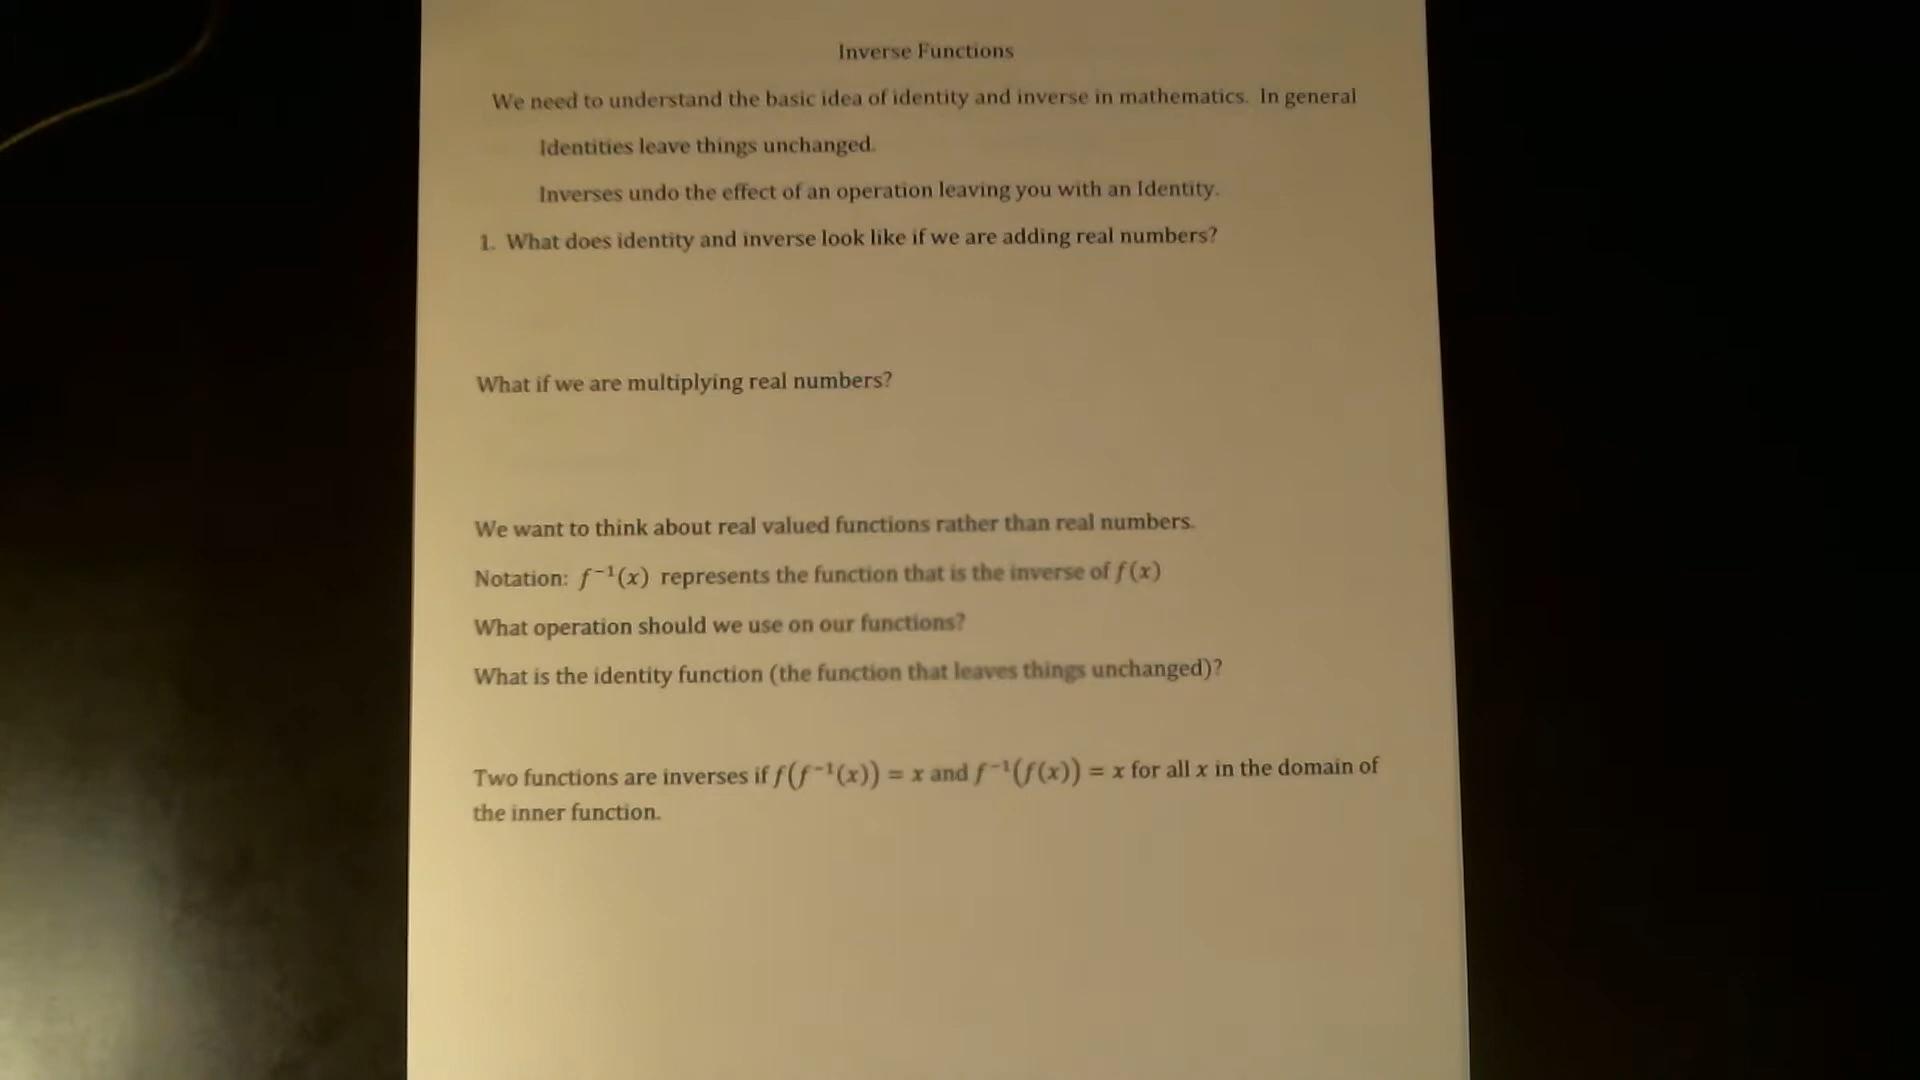 Inverse Functions
We need to understand the basic idea of identity and inverse in mathematics. In general
Identities leave things unchanged.
Inverses undo the effect of an operation leaving you with an Identity.
1. What does identity and inverse look like if we are adding real numbers?
What if we are multiplying real numbers?
We want to think about real valued functions rather than real numbers.
Notation: f⁻¹(x) represents the function that is the inverse of f(x)
What operation should we use on our functions?
What is the identity function (the function that leaves things unchanged)?
Two functions are inverses if f(f⁻¹(x)) = x and f⁻¹(f(x)) = x for all x in the domain of
the inner function.